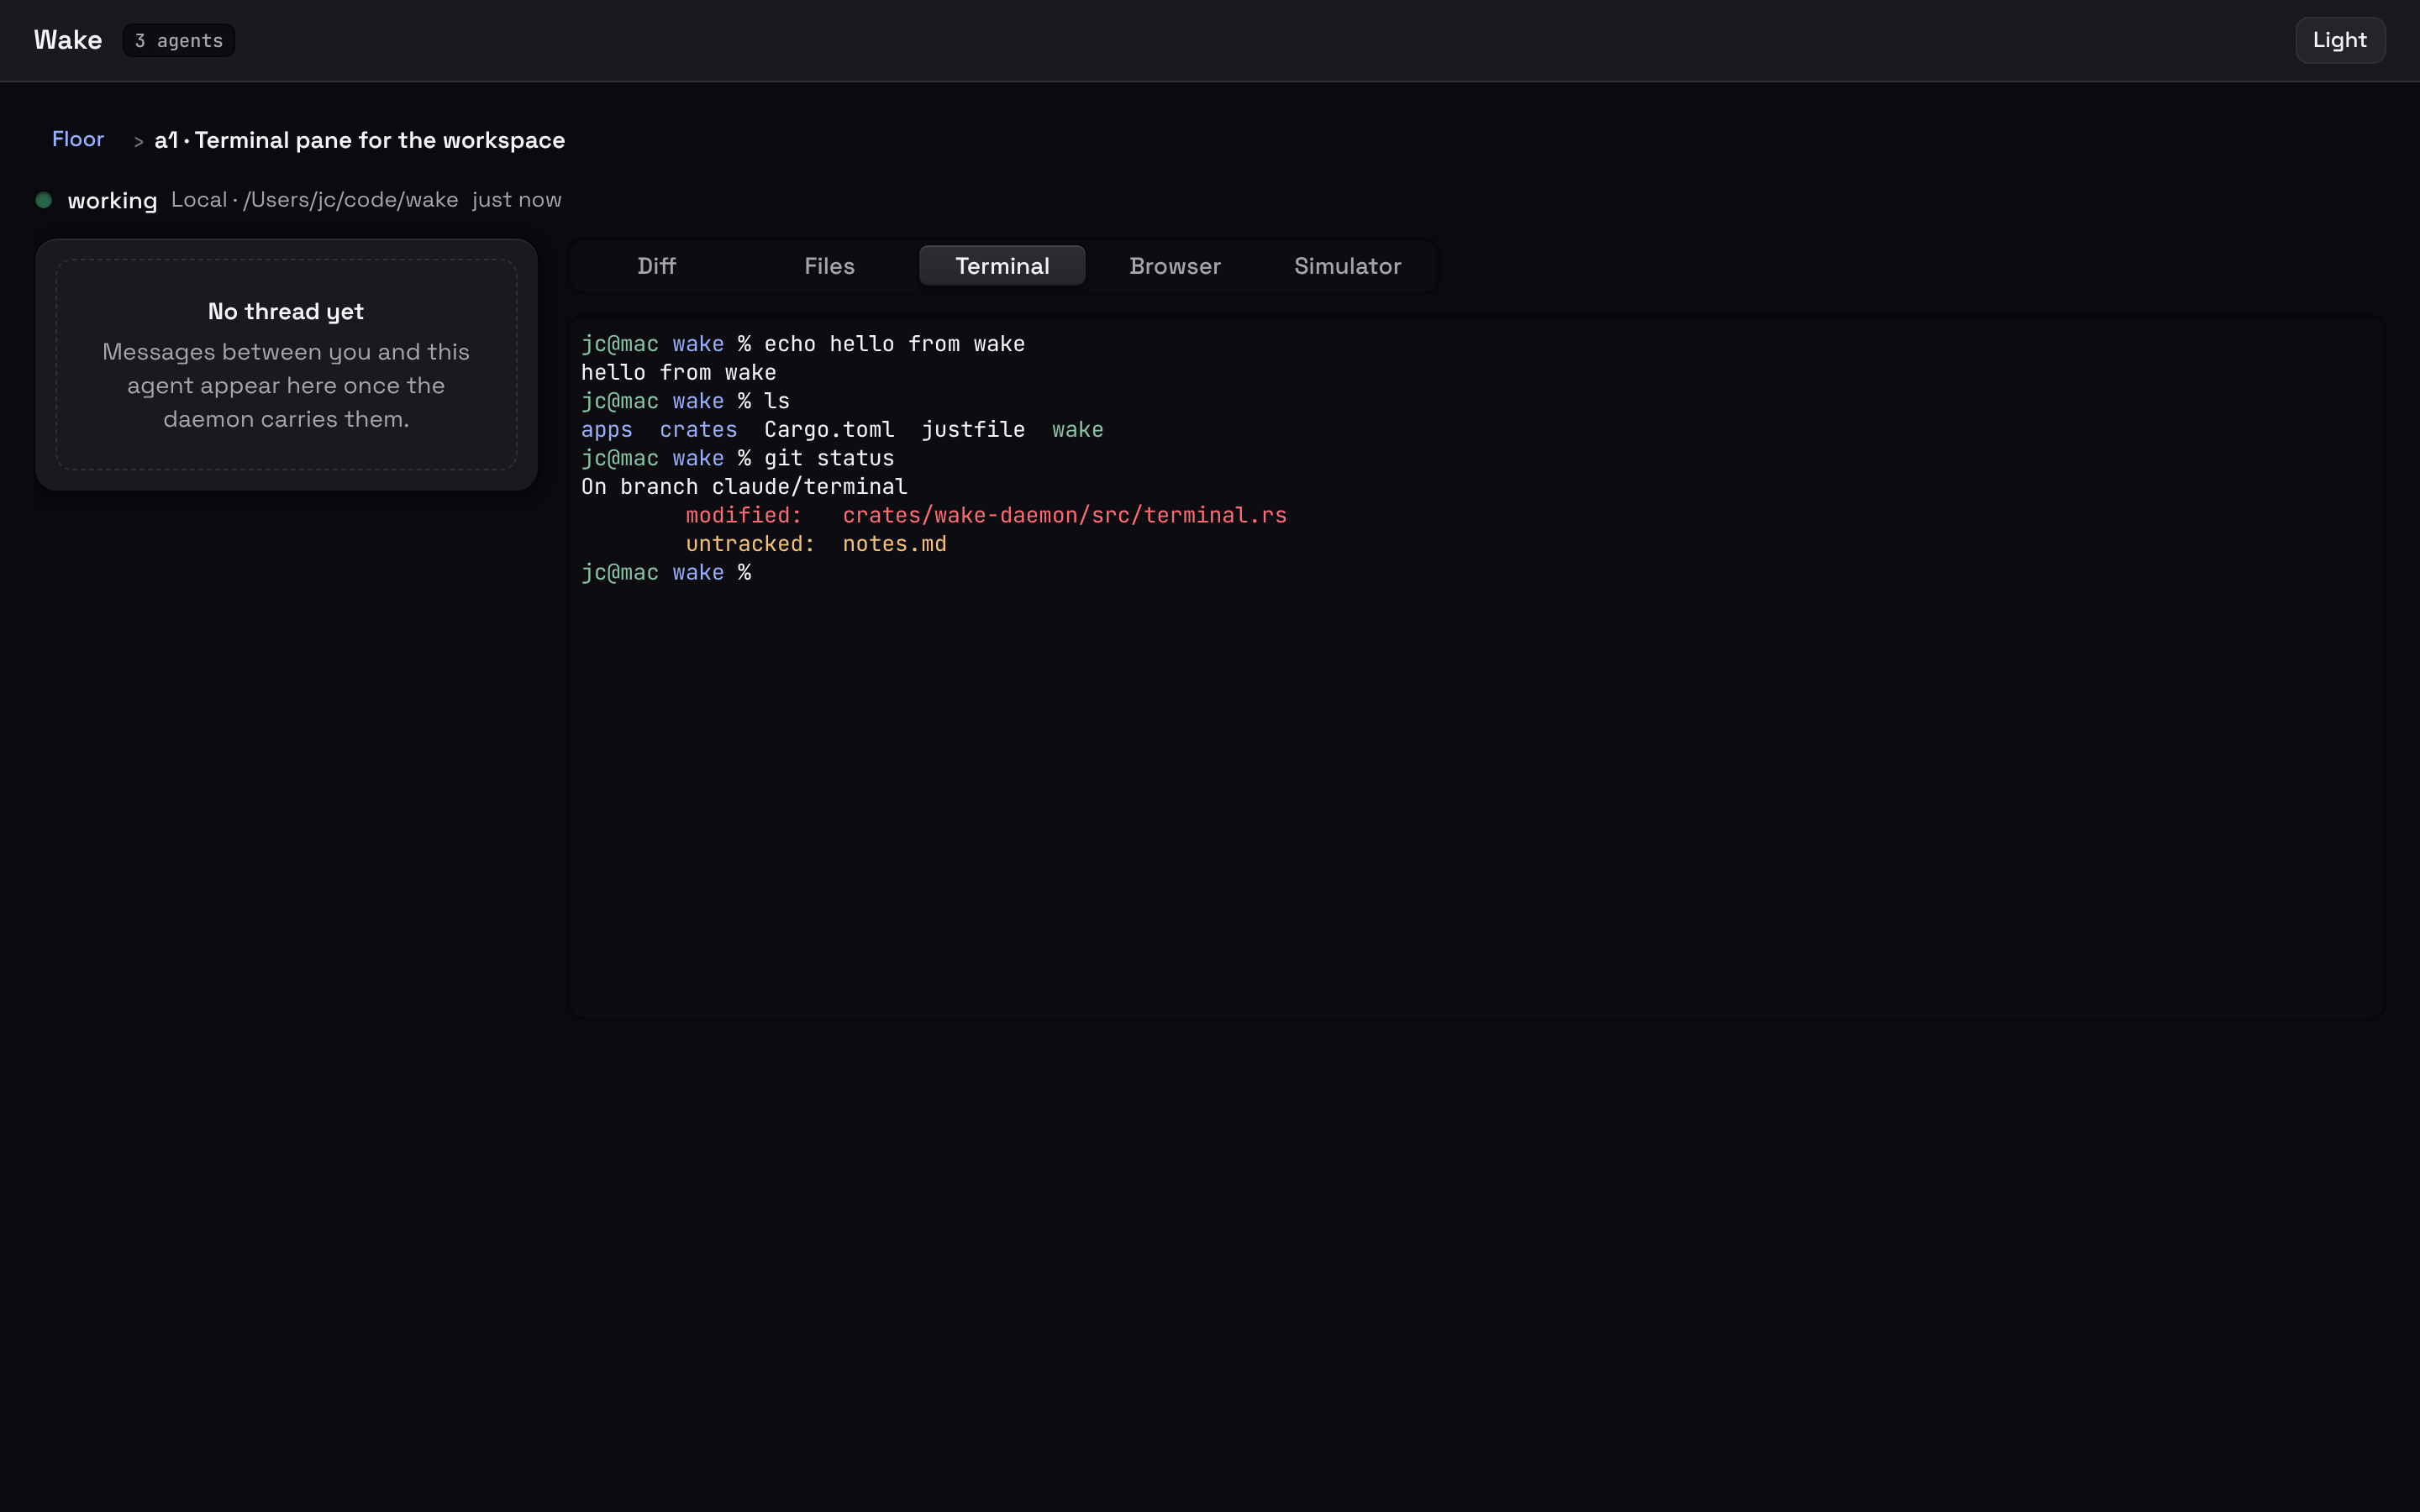 Wake 3 agents Light
Floor > a1 · Terminal pane for the workspace
working Local · /Users/jc/code/wake just now
No thread yet
Messages between you and this
agent appear here once the
daemon carries them.
Diff Files Terminal Browser Simulator
jc@mac wake % echo hello from wake
hello from wake
jc@mac wake % ls
apps  crates  Cargo.toml  justfile  wake
jc@mac wake % git status
On branch claude/terminal
        modified:   crates/wake-daemon/src/terminal.rs
        untracked:  notes.md
jc@mac wake %